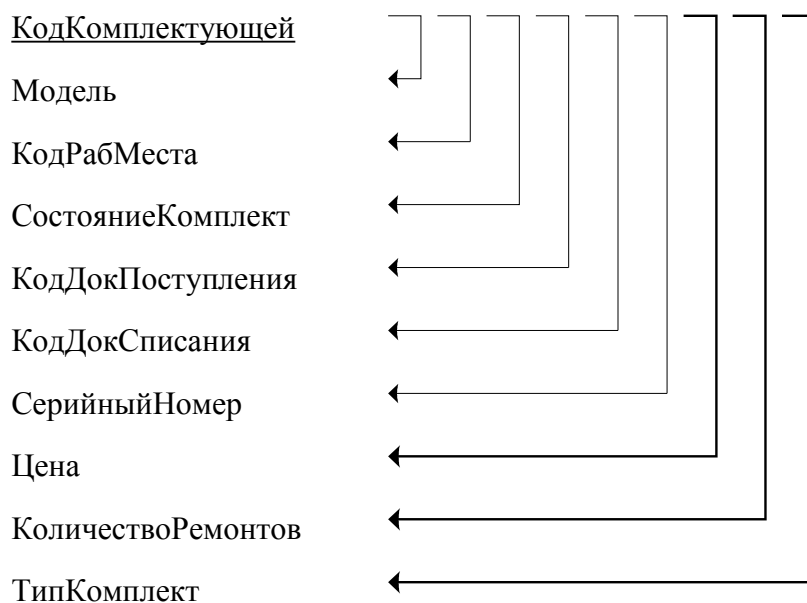 КодКомплектующей
Модель
КодРабМеста
СостояниеКомплект
КодДокПоступления
КодДокСписания
СерийныйНомер
Цена
КоличествоРемонтов
ТипКомплект